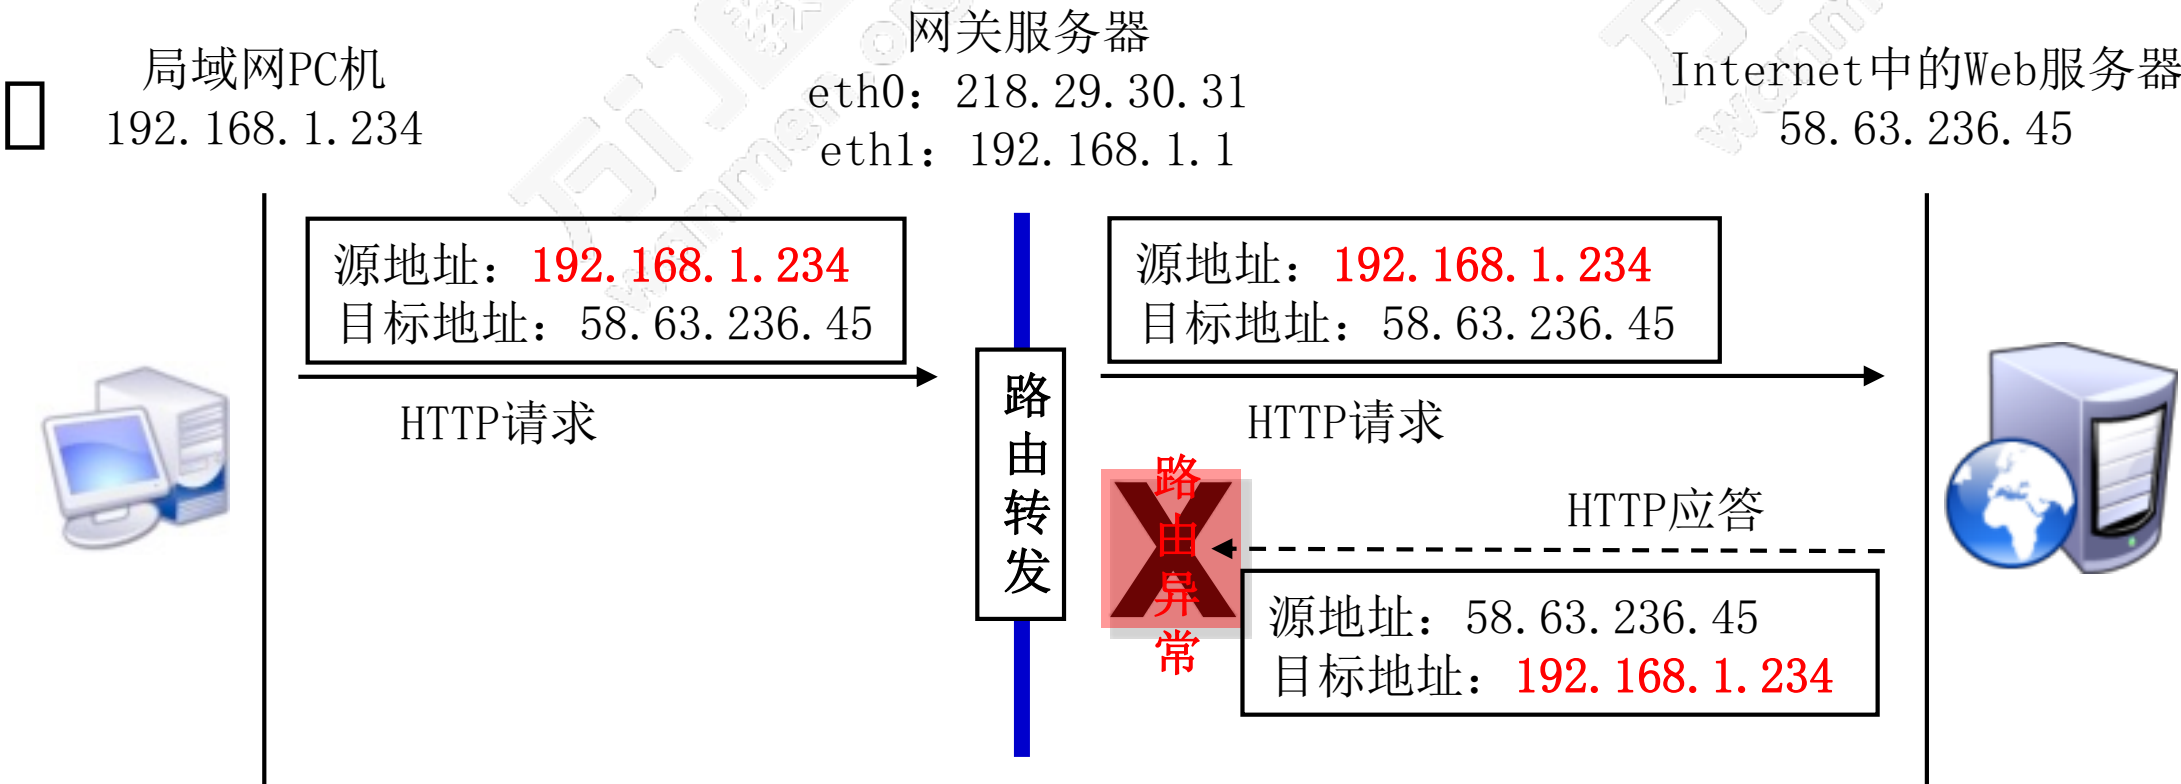 局域网PC机
192.168.1.234
网关服务器
eth0：218.29.30.31
eth1：192.168.1.1
Internet中的Web服务器
58.63.236.45
源地址：192.168.1.234
目标地址：58.63.236.45
HTTP请求
路由转发
源地址：192.168.1.234
目标地址：58.63.236.45
HTTP请求
路由异常
HTTP应答
源地址：58.63.236.45
目标地址：192.168.1.234